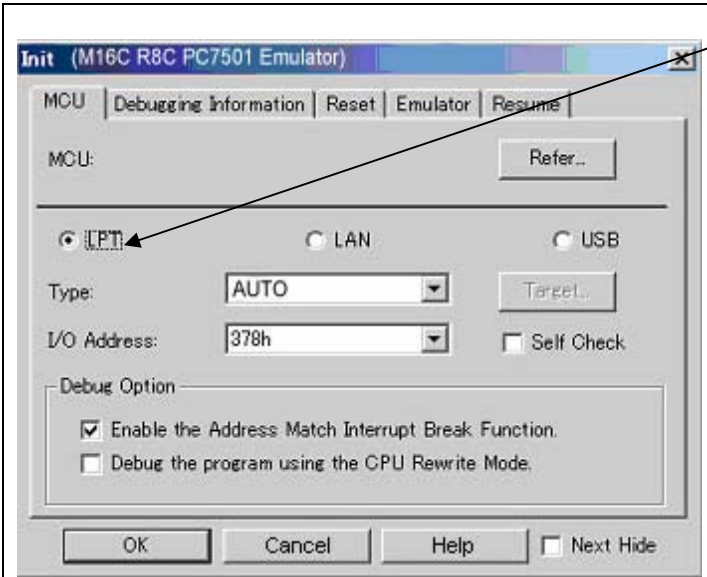 Init (M16C R8C PC7501 Emulator)
MCU Debugging Information Reset Emulator Resume
MCU: Refer...
LPT LAN USB
Type: AUTO Target...
I/O Address: 378h Self Check
Debug Option
Enable the Address Match Interrupt Break Function.
Debug the program using the CPU Rewrite Mode.
OK Cancel Help Next Hide